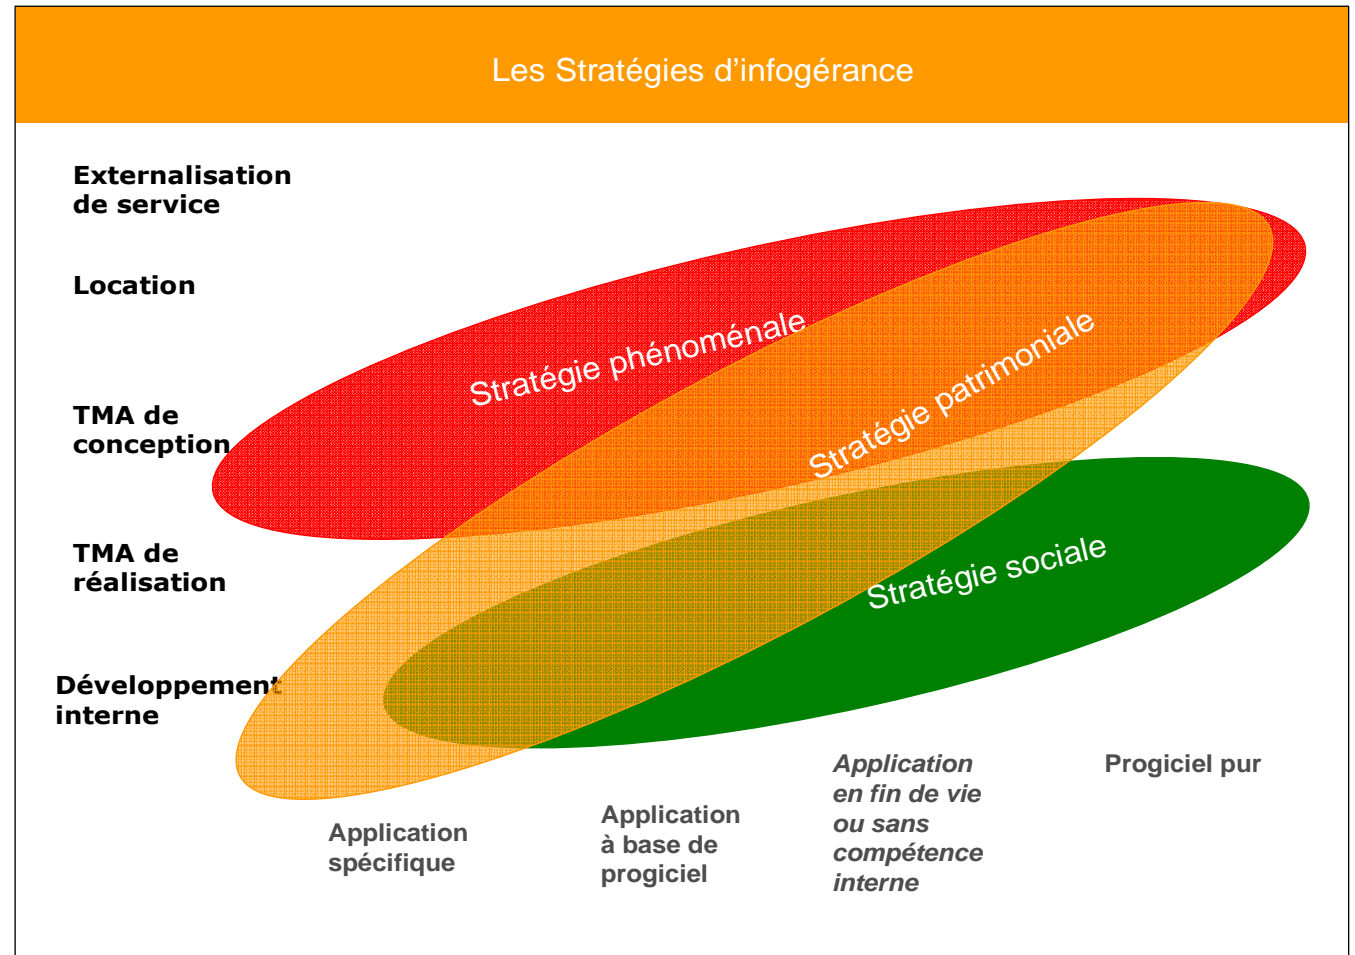 Les Stratégies d’infogérance
Externalisation
de service
Location
TMA de
conception
TMA de
réalisation
Développement
interne
Stratégie phénoménale
Stratégie patrimoniale
Stratégie sociale
Application
spécifique
Application
à base de
progiciel
Application
en fin de vie
ou sans
compétence
interne
Progiciel pur